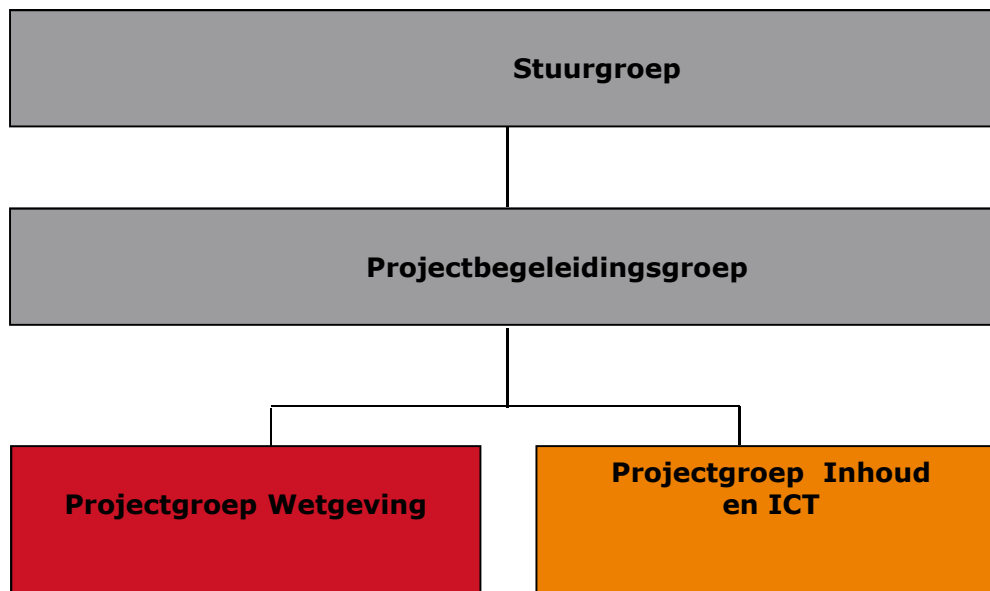 Stuurgroep
Projectbegeleidingsgroep
Projectgroep Wetgeving
Projectgroep Inhoud
en ICT